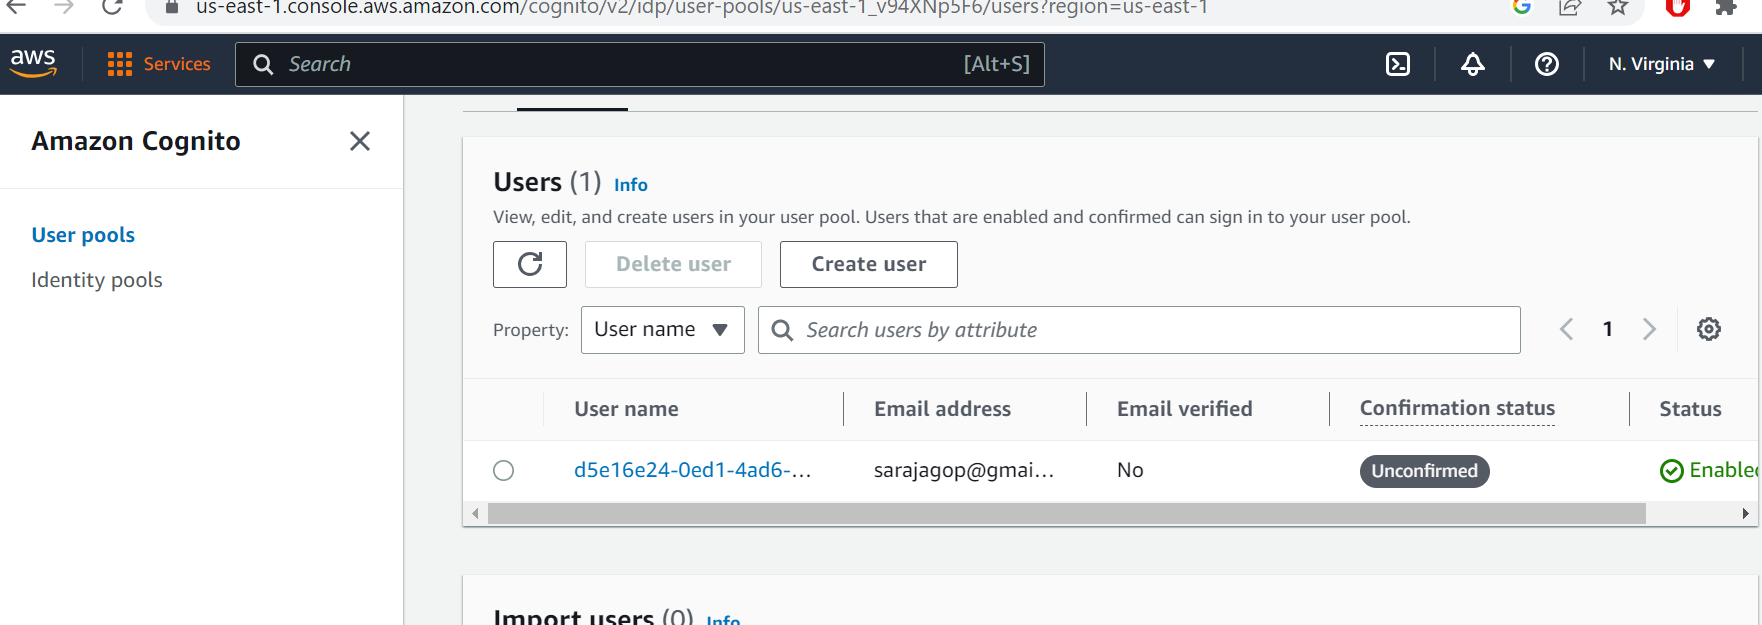 us-east-1.console.aws.amazon.com/cognito/v2/idp/user-pools/us-east-1_v94XNp5F6/users?region=us-east-1
aws Services Search [Alt+S] N. Virginia
Amazon Cognito
User pools
Identity pools
Users (1) Info
View, edit, and create users in your user pool. Users that are enabled and confirmed can sign in to your user pool.
Delete user Create user
Property: User name Search users by attribute 1
User name Email address Email verified Confirmation status Status
d5e16e24-0ed1-4ad6-... sarajagop@gmai... No Unconfirmed Enabled
Import users (0) Info